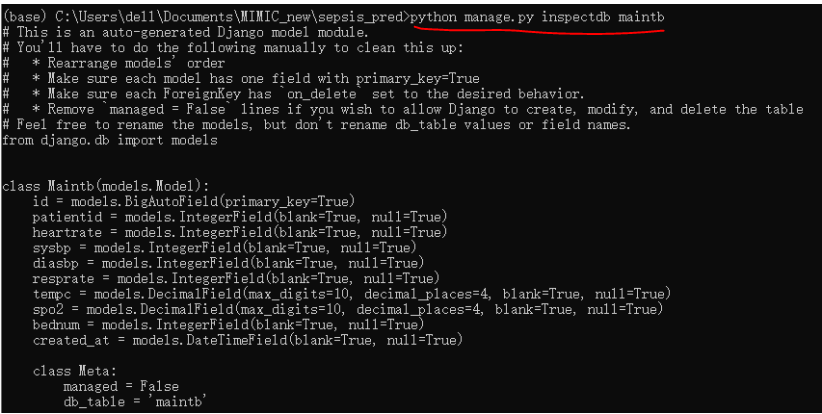 (base) C:\Users\dell\Documents\MIMIC_new\sepsis_pred>python manage.py inspectdb maintb
# This is an auto-generated Django model module.
# You'll have to do the following manually to clean this up:
#   * Rearrange models' order
#   * Make sure each model has one field with primary_key=True
#   * Make sure each ForeignKey has `on_delete` set to the desired behavior.
#   * Remove `managed = False` lines if you wish to allow Django to create, modify, and delete the table
# Feel free to rename the models, but don't rename db_table values or field names.
from django.db import models
class Maintb(models.Model):
    id = models.BigAutoField(primary_key=True)
    patientid = models.IntegerField(blank=True, null=True)
    heartrate = models.IntegerField(blank=True, null=True)
    sysbp = models.IntegerField(blank=True, null=True)
    diasbp = models.IntegerField(blank=True, null=True)
    resprate = models.IntegerField(blank=True, null=True)
    tempc = models.DecimalField(max_digits=10, decimal_places=4, blank=True, null=True)
    spo2 = models.DecimalField(max_digits=10, decimal_places=4, blank=True, null=True)
    bednum = models.IntegerField(blank=True, null=True)
    created_at = models.DateTimeField(blank=True, null=True)
    class Meta:
        managed = False
        db_table = 'maintb'